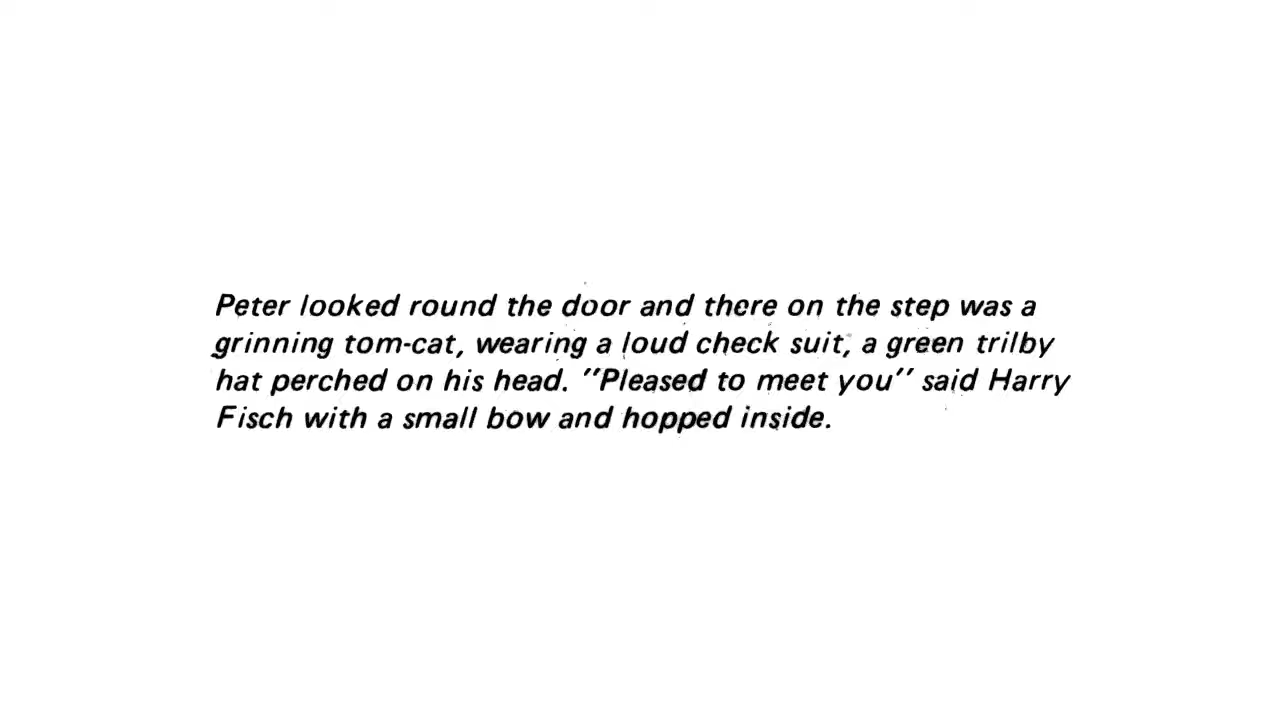 Peter looked round the door and there on the step was a
grinning tom-cat, wearing a loud check suit, a green trilby
hat perched on his head. "Pleased to meet you" said Harry
Fisch with a small bow and hopped inside.